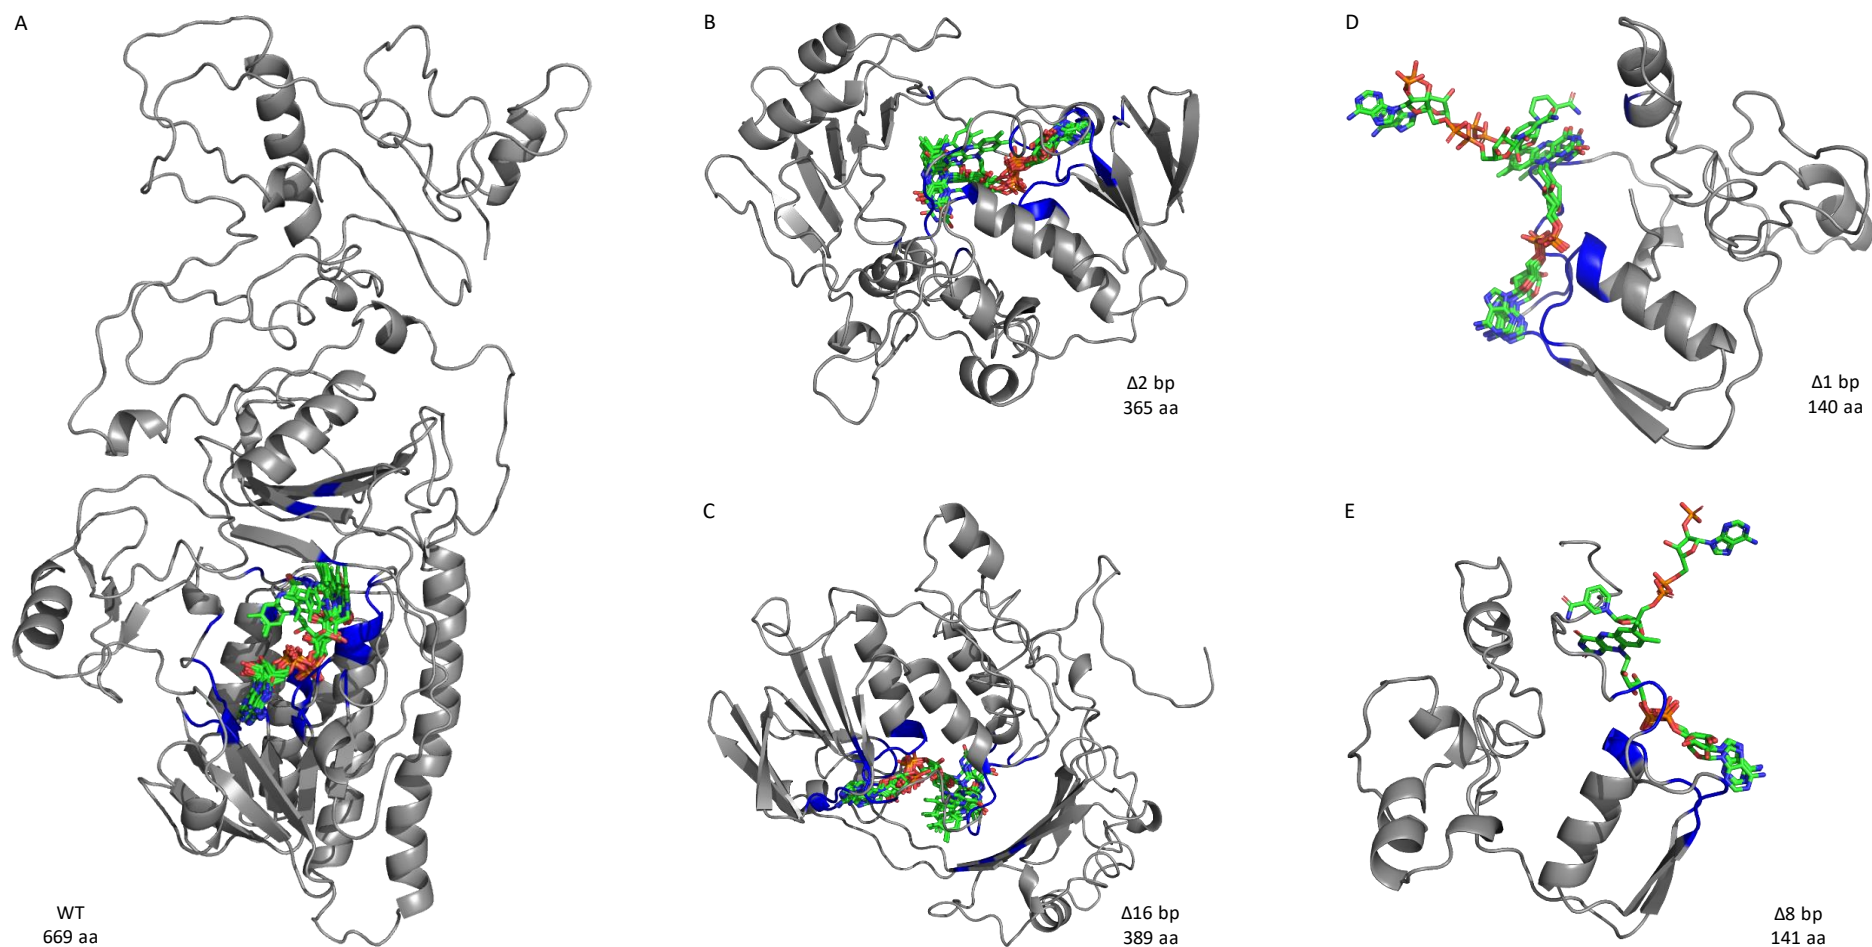 A
WT
669 aa
B
Δ2 bp
365 aa
C
Δ16 bp
389 aa
D
Δ1 bp
140 aa
E
Δ8 bp
141 aa